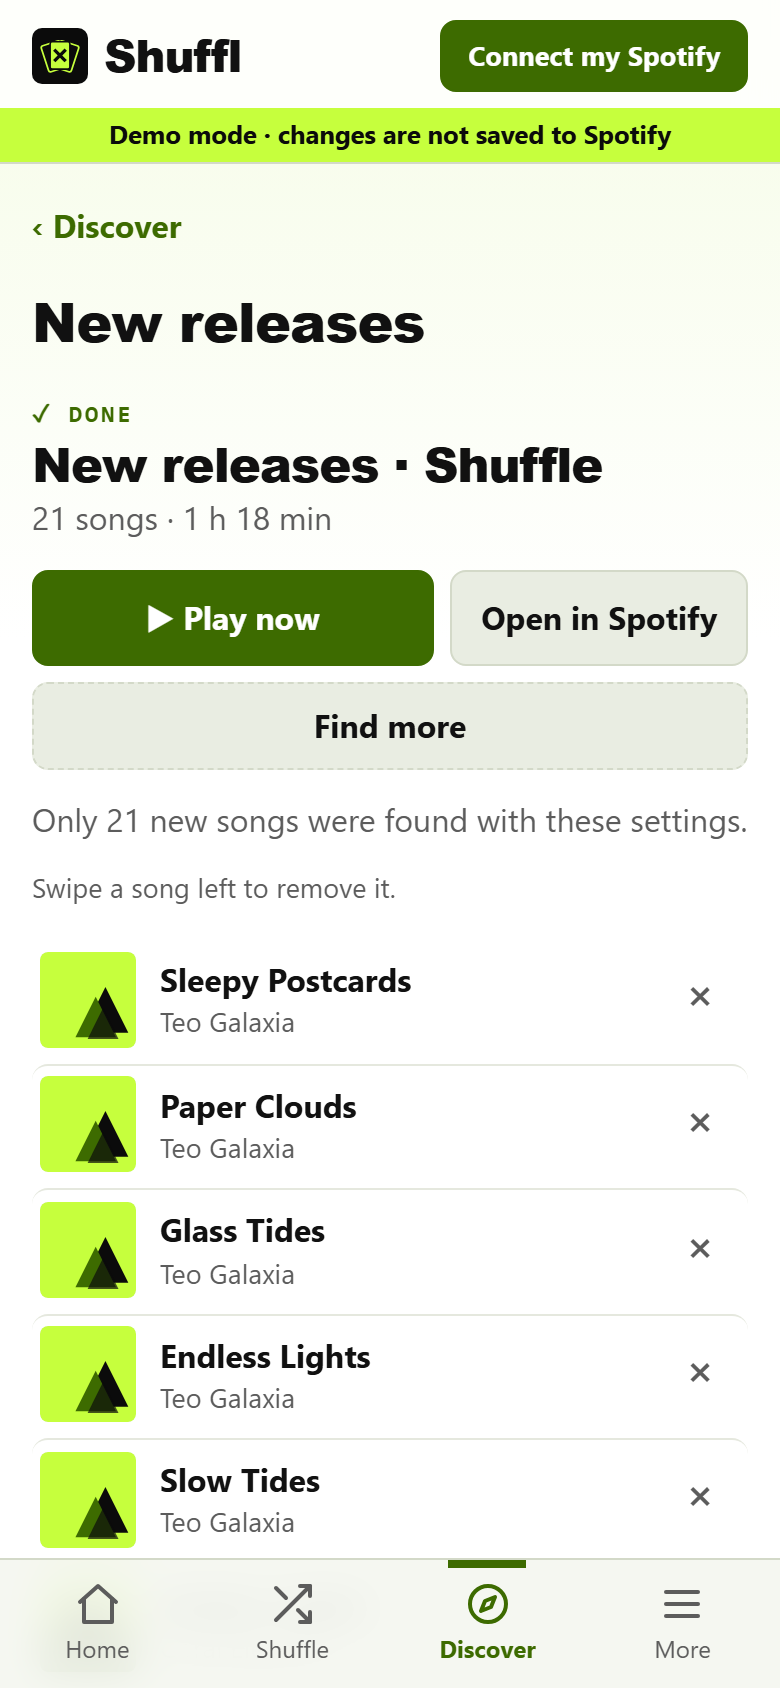 Shuffl
Connect my Spotify
Demo mode · changes are not saved to Spotify
‹ Discover
New releases
✓ DONE
New releases · Shuffle
21 songs · 1 h 18 min
▶ Play now
Open in Spotify
Find more
Only 21 new songs were found with these settings.
Swipe a song left to remove it.
Sleepy Postcards
Teo Galaxia
Paper Clouds
Teo Galaxia
Glass Tides
Teo Galaxia
Endless Lights
Teo Galaxia
Slow Tides
Teo Galaxia
Home
Shuffle
Discover
More